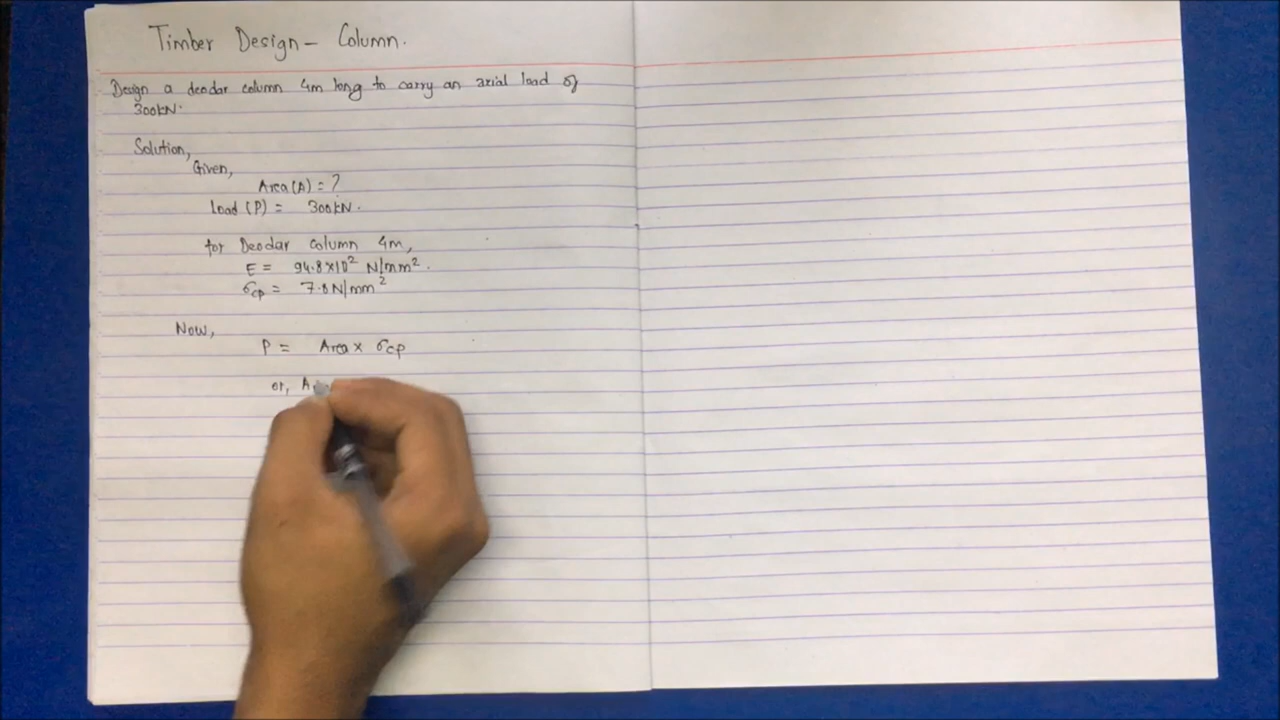 Timber Design - Column.
Design a deodar column 4m long to carry an axial load of
300kN.
Solution,
Given,
Area(A) = ?
Load (P) = 300kN.
for Deodar column 4m,
E = 94.8×10² N/mm².
σcp = 7.8 N/mm²
Now,
P = Area × σcp
or, A